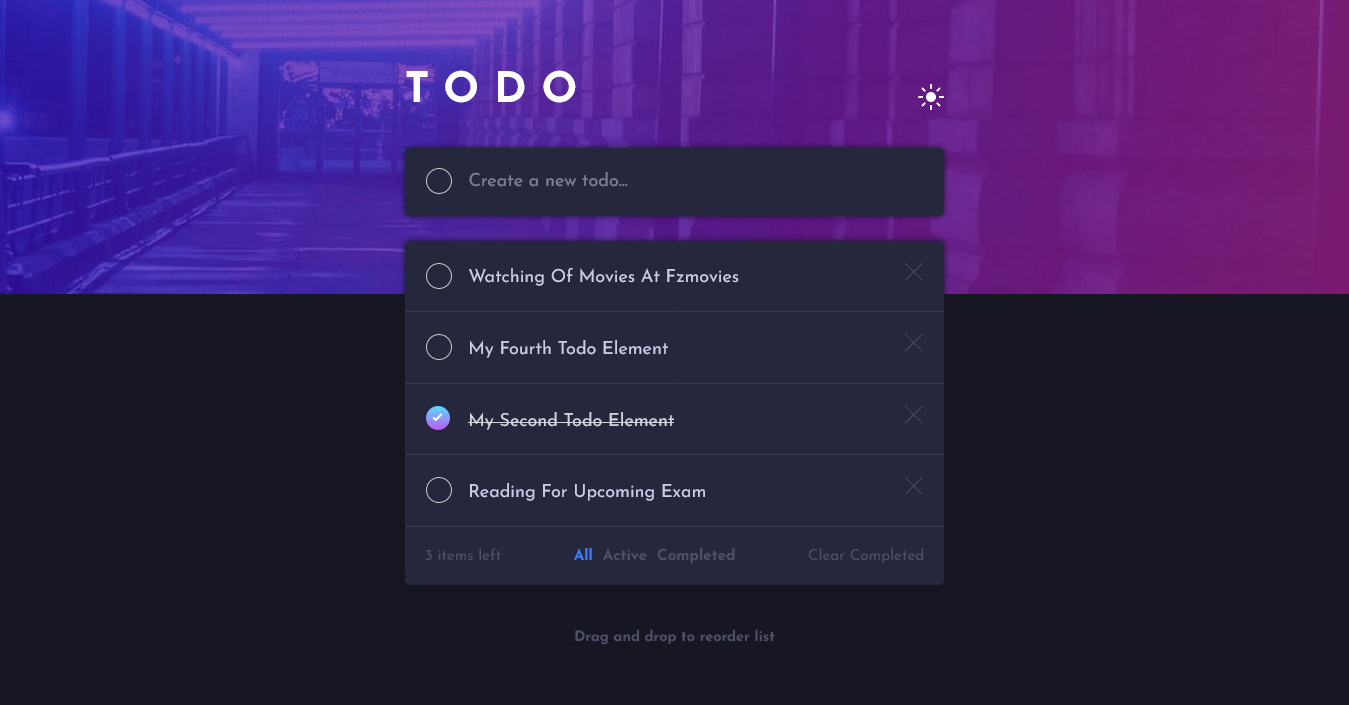 TODO
Create a new todo...
Watching Of Movies At Fzmovies
My Fourth Todo Element
My Second Todo Element
Reading For Upcoming Exam
3 items left All Active Completed Clear Completed
Drag and drop to reorder list